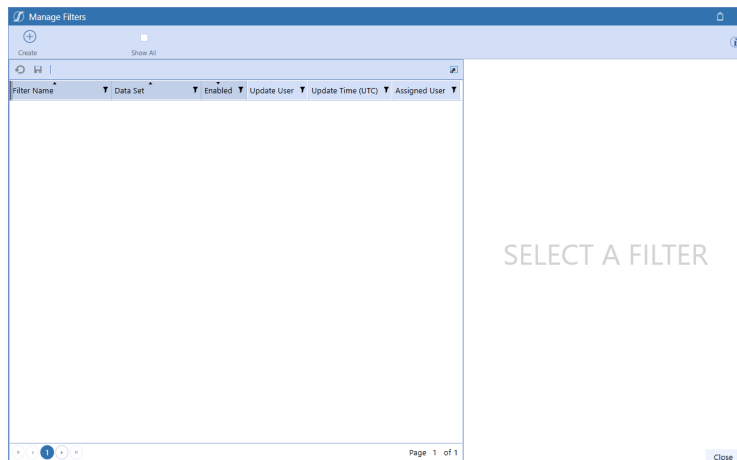 Manage Filters
Create
Show All
Filter Name
Data Set
Enabled
Update User
Update Time (UTC)
Assigned User
SELECT A FILTER
1
Page 1 of 1
Close